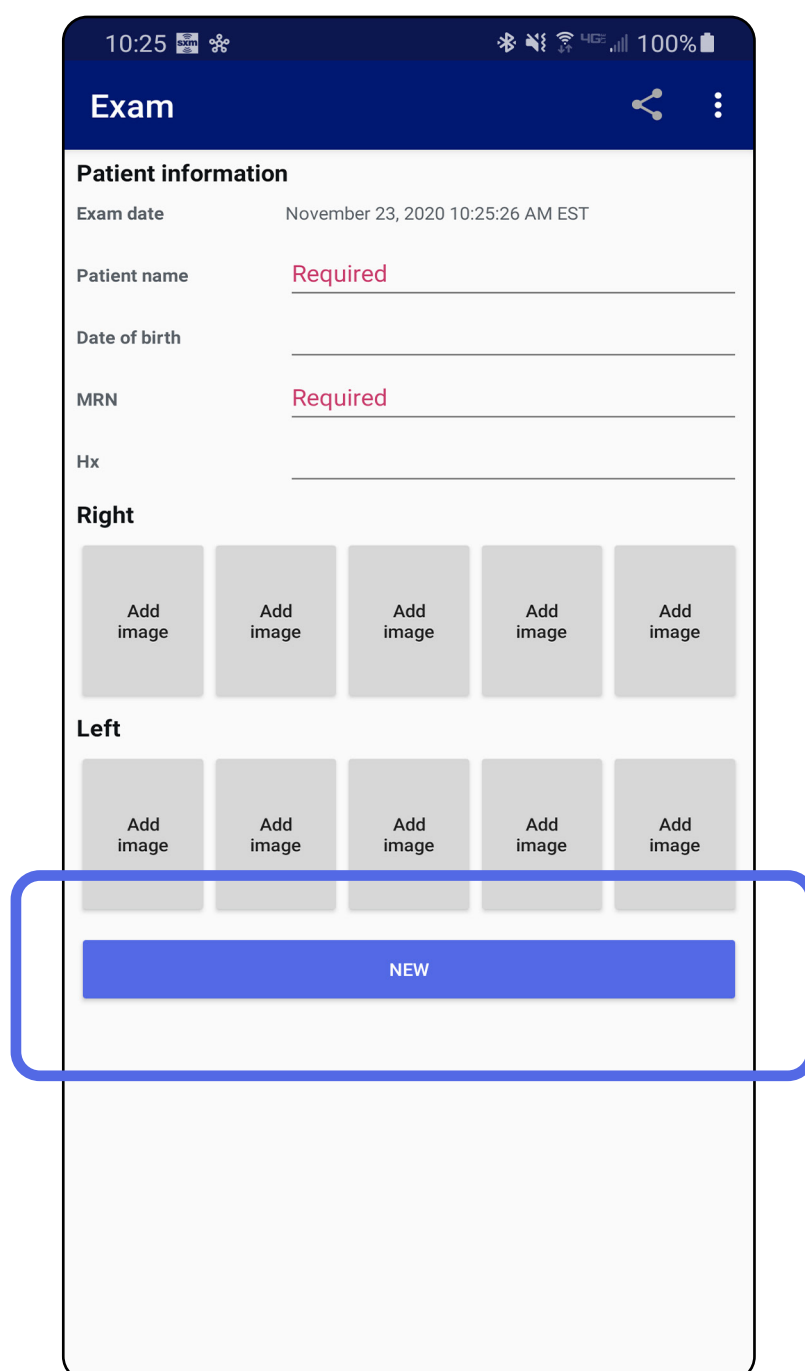 10:25 sxm 4GE 100%
Exam
Patient information
Exam date November 23, 2020 10:25:26 AM EST
Patient name Required
Date of birth
MRN Required
Hx
Right
Add image Add image Add image Add image Add image
Left
Add image Add image Add image Add image Add image
NEW